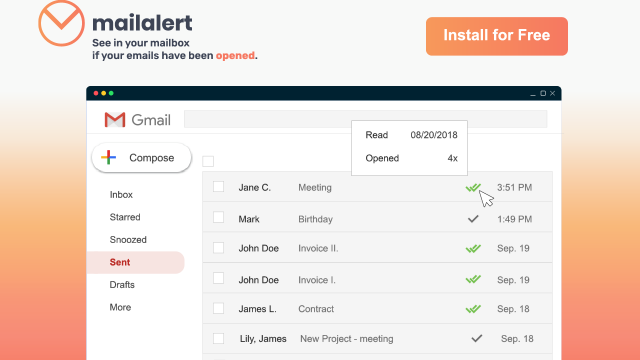 mailalert
See in your mailbox
if your emails have been opened.
Install for Free
Gmail
Read 08/20/2018
Opened 4x
Compose
Inbox
Starred
Snoozed
Sent
Drafts
More
Jane C. Meeting 3:51 PM
Mark Birthday 1:49 PM
John Doe Invoice II. Sep. 19
John Doe Invoice I. Sep. 19
James L. Contract Sep. 18
Lily, James New Project - meeting Sep. 18